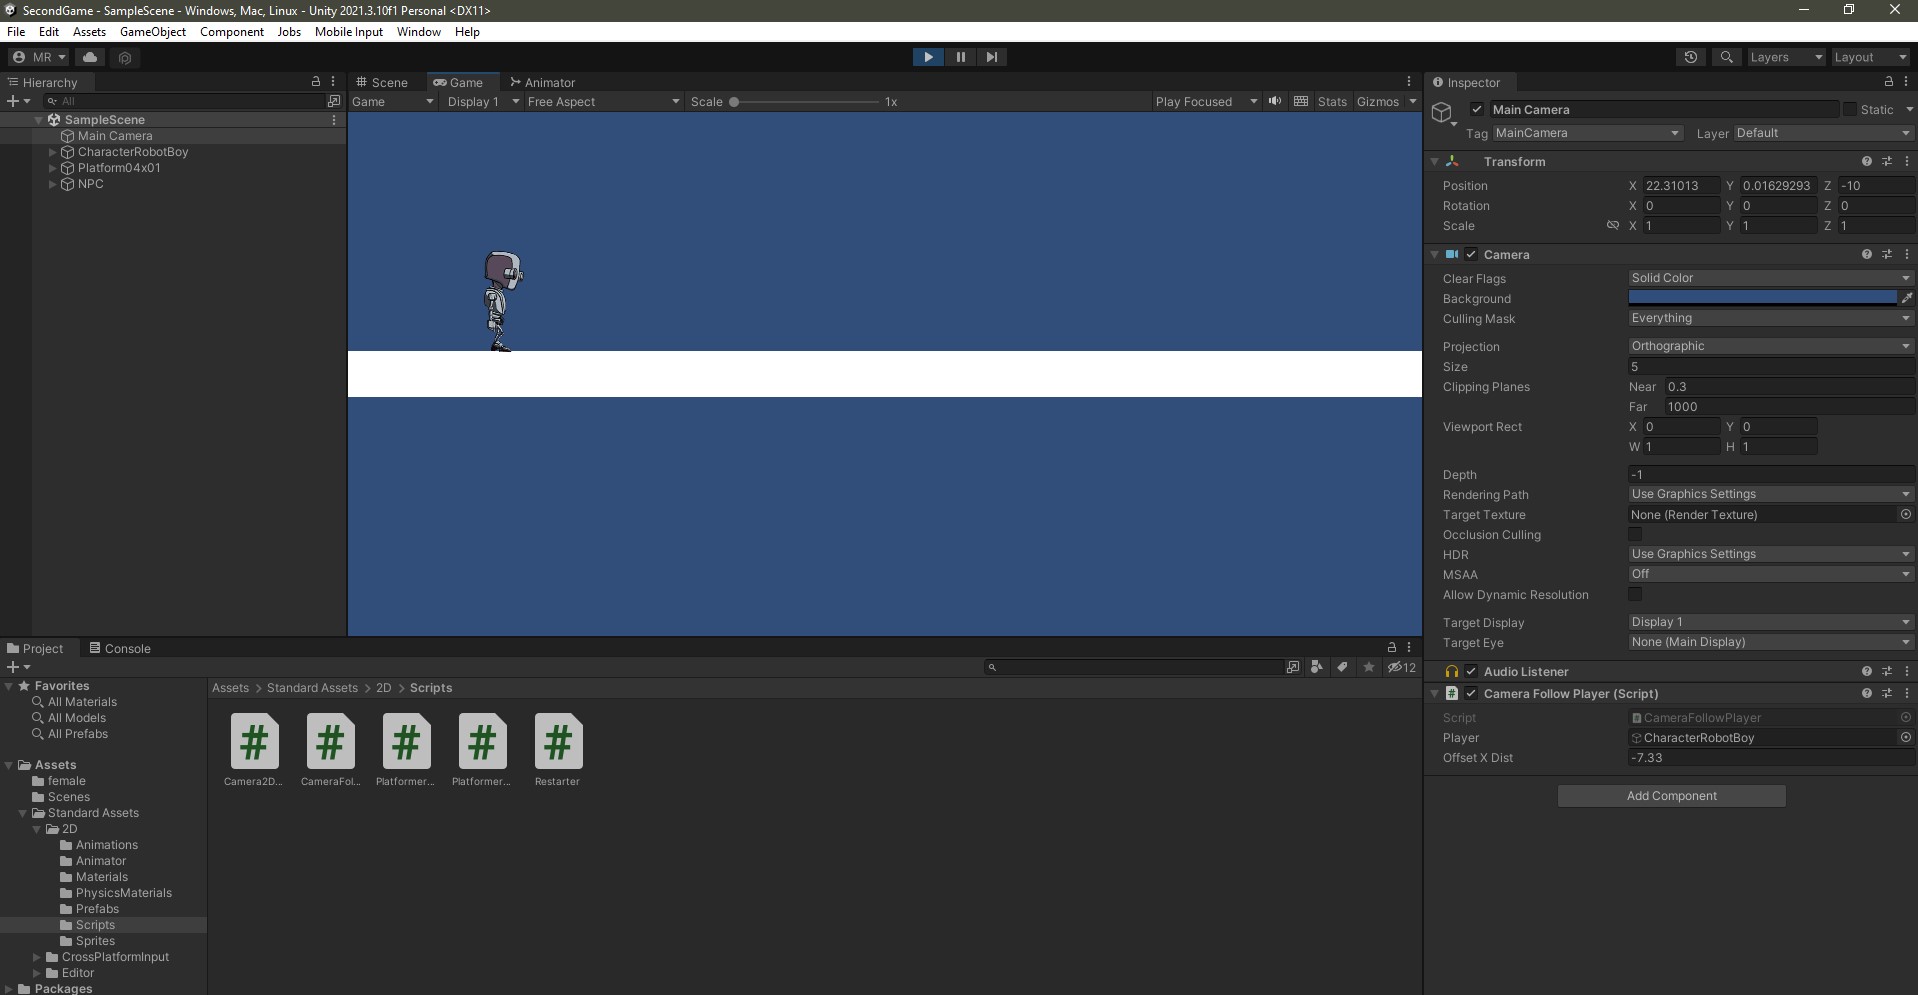 SecondGame - SampleScene - Windows, Mac, Linux - Unity 2021.3.10f1 Personal <DX11>
File Edit Assets GameObject Component Jobs Mobile Input Window Help
MR Layers Layout
Hierarchy
All
SampleScene
Main Camera
CharacterRobotBoy
Platform04x01
NPC
Scene Game Animator
Game Display 1 Free Aspect Scale 1x Play Focused Stats Gizmos
Inspector
Main Camera Static
Tag MainCamera Layer Default
Transform
Position X 22.31013 Y 0.01629293 Z -10
Rotation X 0 Y 0 Z 0
Scale X 1 Y 1 Z 1
Camera
Clear Flags Solid Color
Background
Culling Mask Everything
Projection Orthographic
Size 5
Clipping Planes Near 0.3
Far 1000
Viewport Rect X 0 Y 0
W 1 H 1
Depth -1
Rendering Path Use Graphics Settings
Target Texture None (Render Texture)
Occlusion Culling
HDR Use Graphics Settings
MSAA Off
Allow Dynamic Resolution
Target Display Display 1
Target Eye None (Main Display)
Audio Listener
# Camera Follow Player (Script)
Script CameraFollowPlayer
Player CharacterRobotBoy
Offset X Dist -7.33
Add Component
Project Console
12
Favorites
All Materials
All Models
All Prefabs
Assets
female
Scenes
Standard Assets
2D
Animations
Animator
Materials
PhysicsMaterials
Prefabs
Scripts
Sprites
CrossPlatformInput
Editor
Packages
Assets > Standard Assets > 2D > Scripts
# # # # #
Camera2D... CameraFol... Platformer... Platformer... Restarter